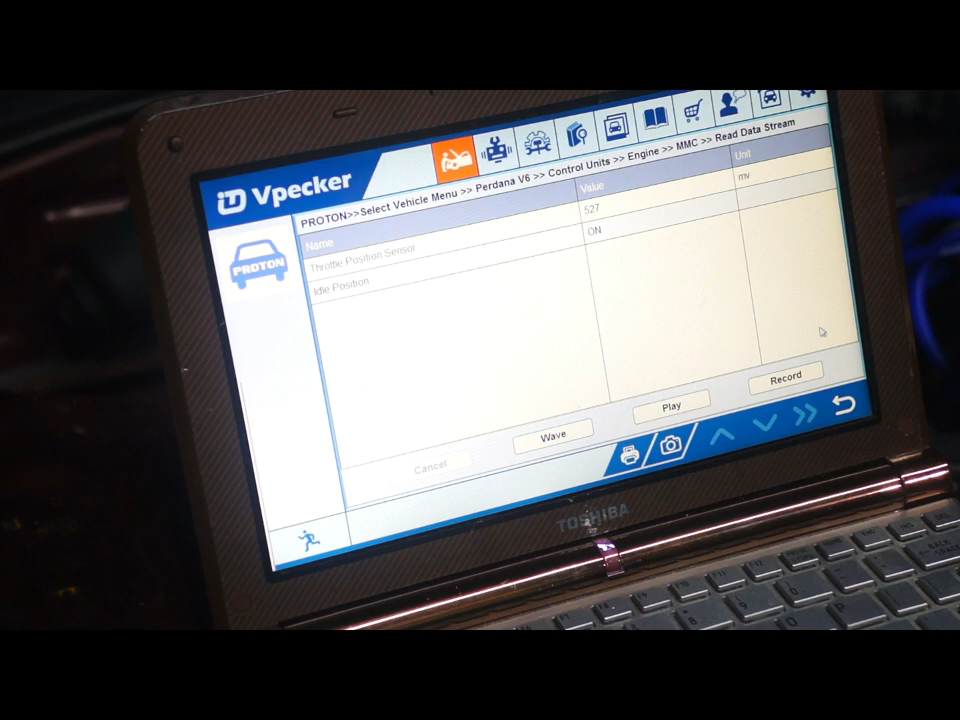 Vpecker
PROTON>>Select Vehicle Menu >> Perdana V6 >> Control Units >> Engine >> MMC >> Read Data Stream
Name Value Unit
Throttle Position Sensor 527 mv
Idle Position ON
PROTON
Cancel Wave Play Record
TOSHIBA